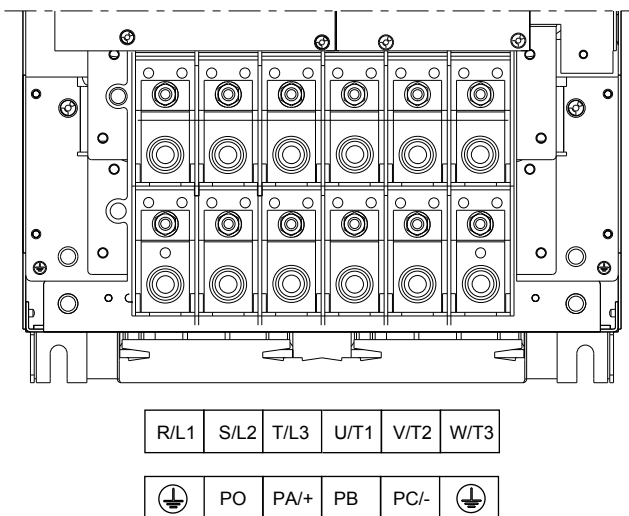 R/L1 S/L2 T/L3 U/T1 V/T2 W/T3
PO PA/+ PB PC/-